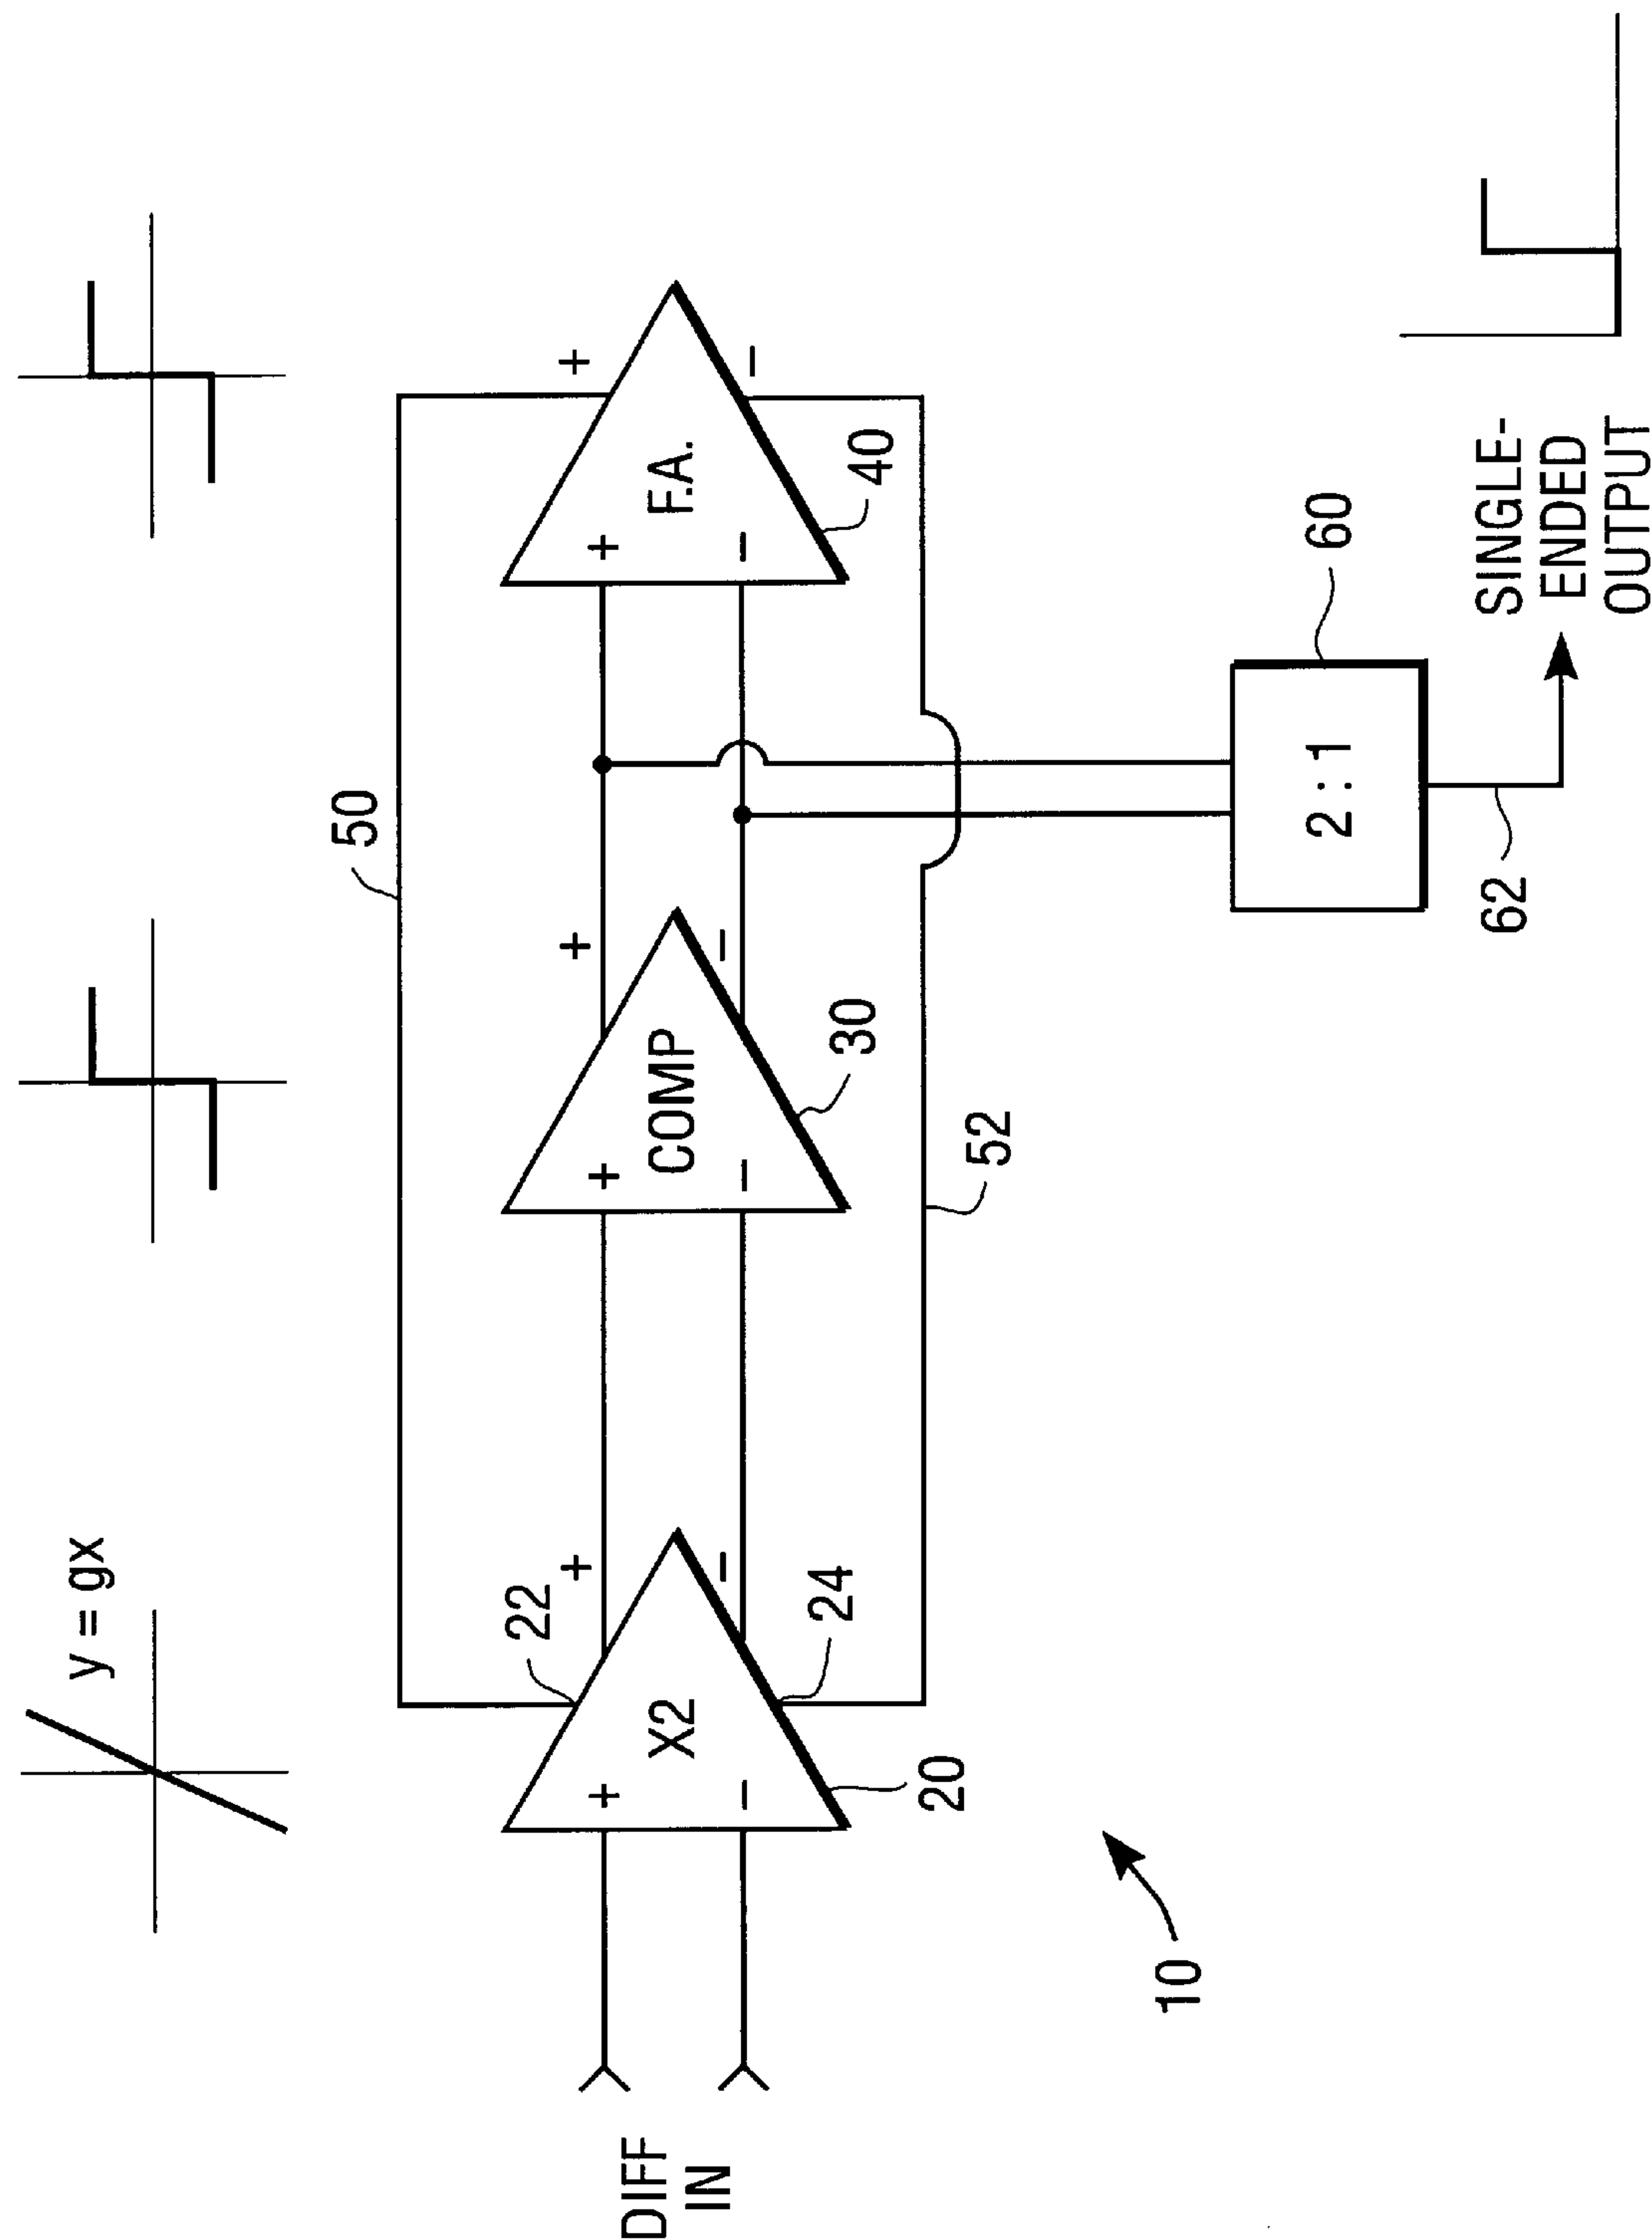 y = gx
50
22
+
+
+
+
+
+
DIFF
IN
X2
COMP
F.A.
−
−
−
−
−
−
24
30
40
20
52
10
2 : 1
60
62
SINGLE-
ENDED
OUTPUT